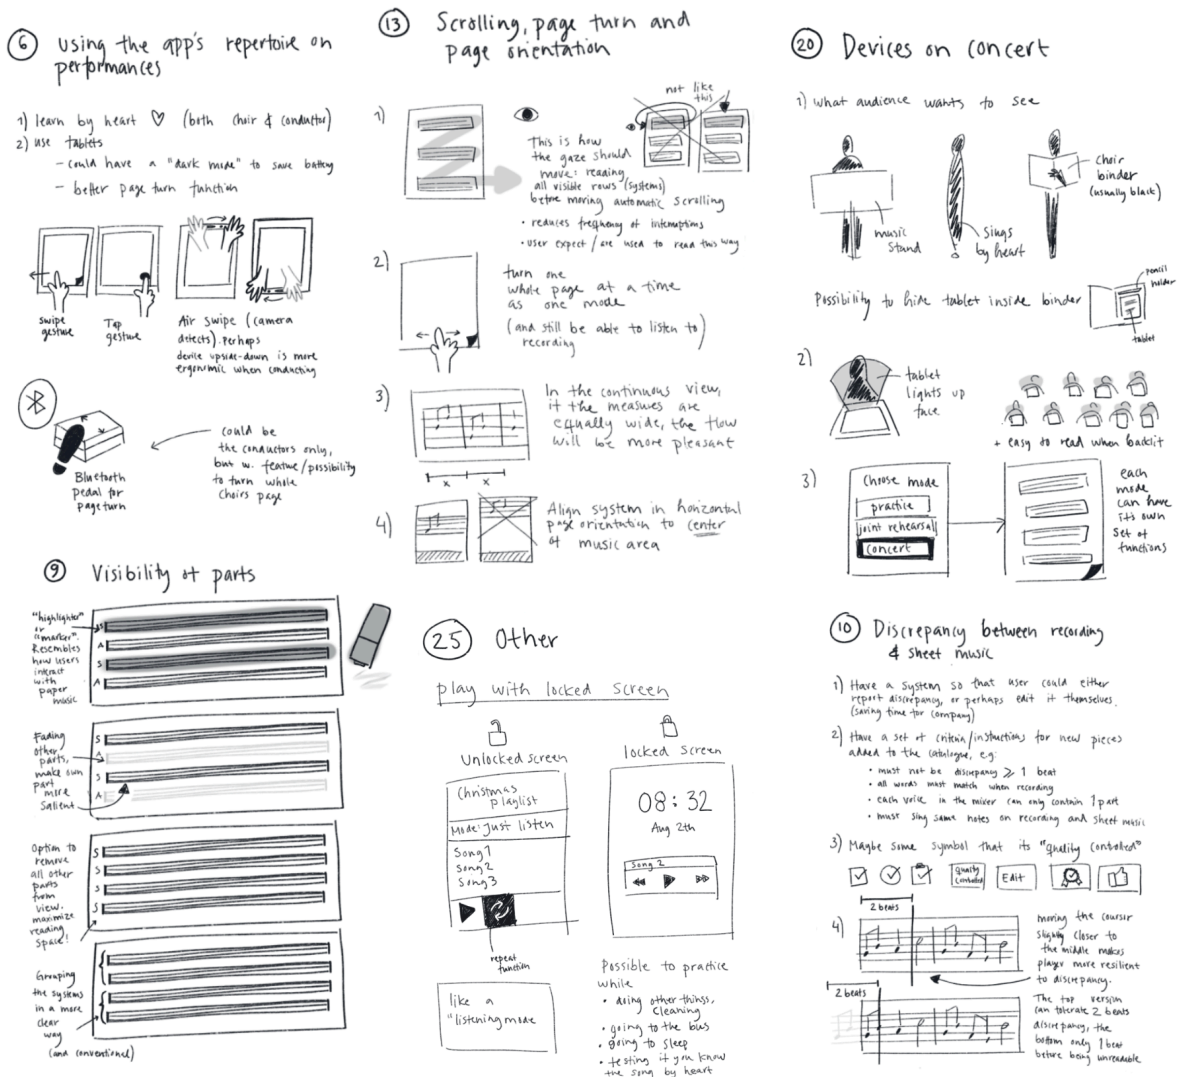 6 Using the app's repertoire on
performances
1) learn by heart ♡ (both choir & conductor)
2) use tablets
- could have a "dark mode" to save battery
- better page turn function
swipe
gesture
Tap
gesture
Air swipe (camera
detects). Perhaps
device upside-down is more
ergonomic when conducting
Bluetooth
pedal for
page turn
could be
the conductors only,
but w. feature/possibility
to turn whole
choirs page
13 Scrolling, page turn and
page orientation
1)
not like
this
This is how
the gaze should
move: reading
all visible rows (systems)
before moving automatic scrolling
• reduces frequency of interruptions
• user expect/are used to read this way
2)
turn one
whole page at a time
as one mode
(and still be able to listen to)
recording
3)
In the continuous view,
if the measures are
equally wide, the flow
will be more pleasant
x x
4)
Align system in horizontal
page orientation to center
of music area
20 Devices on concert
1) what audience wants to see
music
stand
sings
by heart
choir
binder
(usually black)
Possibility to hide tablet inside binder
pencil
holder
tablet
2)
tablet
lights up
face
+ easy to read when backlit
3)
Choose mode
practice
joint rehearsal
concert
each
mode
can have
it's own
set of
functions
9 Visibility of parts
"highlighter"
or
"marker".
Resembles
how users
interact
with
paper
music
S
A
S
A
Fading
other
parts,
make own
part
more
salient
S
A
S
A
Option to
remove
all other
parts
from
view.
maximize
reading
space!
S
S
S
S
Grouping
the systems
in a more
clear
way
(and conventional)
25 Other
play with locked screen
Unlocked screen
Christmas
playlist
Mode: Just listen
Song 1
Song 2
Song 3
repeat
function
like a
"listening mode
locked screen
08:32
Aug 2th
Song 2
Possible to practice
while
• doing other things,
cleaning
• going to the bus
• going to sleep
• testing if you know
the song by heart
10 Discrepancy between recording
& sheet music
1) Have a system so that user could either
report discrepancy, or perhaps edit it themselves.
(saving time for company)
2) Have a set of criteria/instructions for new pieces
added to the catalogue, e.g:
• must not be discrepancy ≥ 1 beat
• all words must match when recording
• each voice in the mixer can only contain 1 part
• must sing same notes on recording and sheet music
3) Maybe some symbol that its "quality controlled"
Quality
Controlled
EDIT
4)
2 beats
moving the coursor
slightly closer to
the middle makes
player more resilient
to discrepancy.
2 beats
The top version
can tolerate 2 beats
discrepancy, the
bottom only 1 beat
before being unreadable